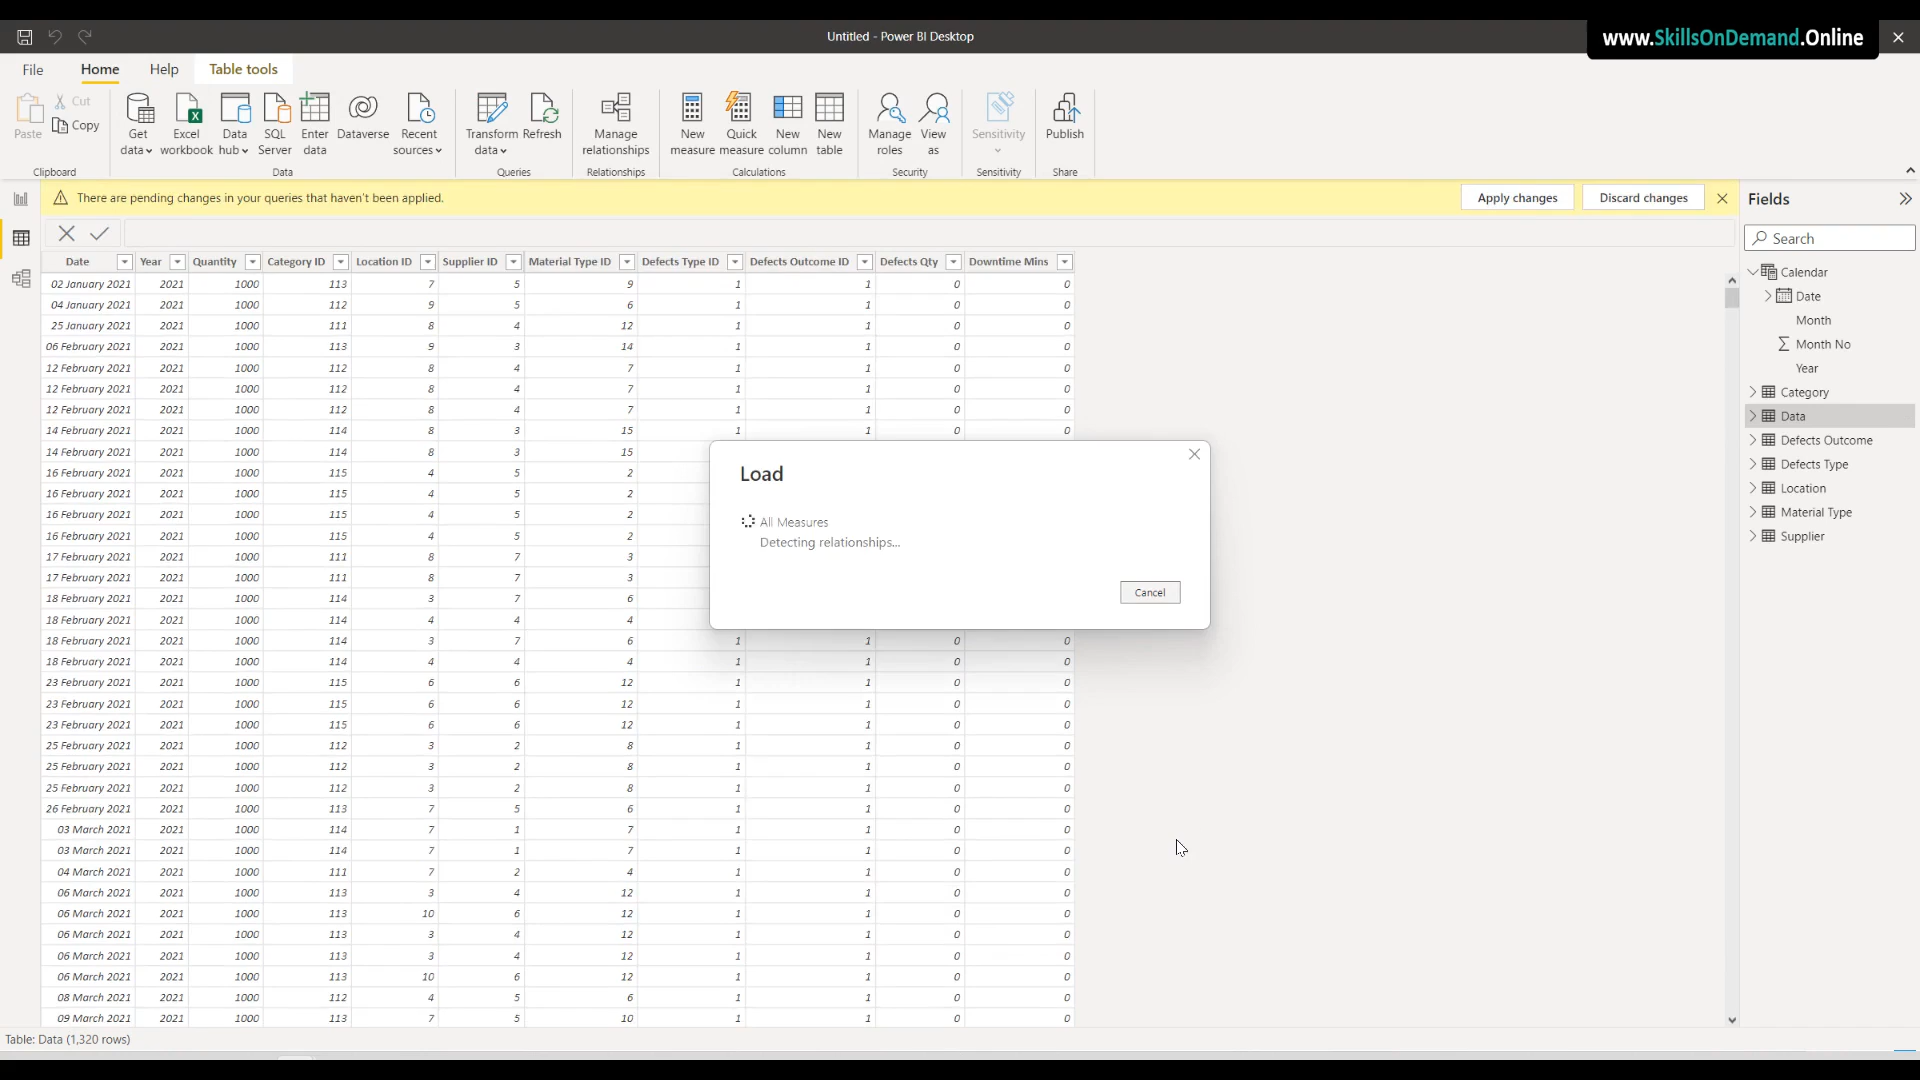 Untitled - Power BI Desktop
www.SkillsOnDemand.Online
File Home Help Table tools
Paste Cut Copy
Get data Excel workbook Data hub SQL Server Enter data Dataverse Recent sources Transform data Refresh Manage relationships New measure Quick measure New column New table Manage roles View as Sensitivity Publish
Clipboard Data Queries Relationships Calculations Security Sensitivity Share
There are pending changes in your queries that haven't been applied. Apply changes Discard changes
Date Year Quantity Category ID Location ID Supplier ID Material Type ID Defects Type ID Defects Outcome ID Defects Qty Downtime Mins
02 January 2021 2021 1000 113 7 5 9 1 1 0 0
04 January 2021 2021 1000 112 9 5 6 1 1 0 0
25 January 2021 2021 1000 111 8 4 12 1 1 0 0
06 February 2021 2021 1000 113 9 3 14 1 1 0 0
12 February 2021 2021 1000 112 8 4 7 1 1 0 0
12 February 2021 2021 1000 112 8 4 7 1 1 0 0
12 February 2021 2021 1000 112 8 4 7 1 1 0 0
14 February 2021 2021 1000 114 8 3 15 1 1 0 0
14 February 2021 2021 1000 114 8 3 15
16 February 2021 2021 1000 115 4 5 2
16 February 2021 2021 1000 115 4 5 2
16 February 2021 2021 1000 115 4 5 2
16 February 2021 2021 1000 115 4 5 2
17 February 2021 2021 1000 111 8 7 3
17 February 2021 2021 1000 111 8 7 3
18 February 2021 2021 1000 114 3 7 6
18 February 2021 2021 1000 114 4 4 4
18 February 2021 2021 1000 114 3 7 6 1 1 0 0
18 February 2021 2021 1000 114 4 4 4 1 1 0 0
23 February 2021 2021 1000 115 6 6 12 1 1 0 0
23 February 2021 2021 1000 115 6 6 12 1 1 0 0
23 February 2021 2021 1000 115 6 6 12 1 1 0 0
25 February 2021 2021 1000 112 3 2 8 1 1 0 0
25 February 2021 2021 1000 112 3 2 8 1 1 0 0
25 February 2021 2021 1000 112 3 2 8 1 1 0 0
26 February 2021 2021 1000 113 7 5 6 1 1 0 0
03 March 2021 2021 1000 114 7 1 7 1 1 0 0
03 March 2021 2021 1000 114 7 1 7 1 1 0 0
04 March 2021 2021 1000 111 7 2 4 1 1 0 0
06 March 2021 2021 1000 113 3 4 12 1 1 0 0
06 March 2021 2021 1000 113 10 6 12 1 1 0 0
06 March 2021 2021 1000 113 3 4 12 1 1 0 0
06 March 2021 2021 1000 113 3 4 12 1 1 0 0
06 March 2021 2021 1000 113 10 6 12 1 1 0 0
08 March 2021 2021 1000 112 4 5 6 1 1 0 0
09 March 2021 2021 1000 113 7 5 10 1 1 0 0
Load
All Measures
Detecting relationships...
Cancel
Fields
Search
Calendar
Date
Month
Month No
Year
Category
Data
Defects Outcome
Defects Type
Location
Material Type
Supplier
Table: Data (1,320 rows)